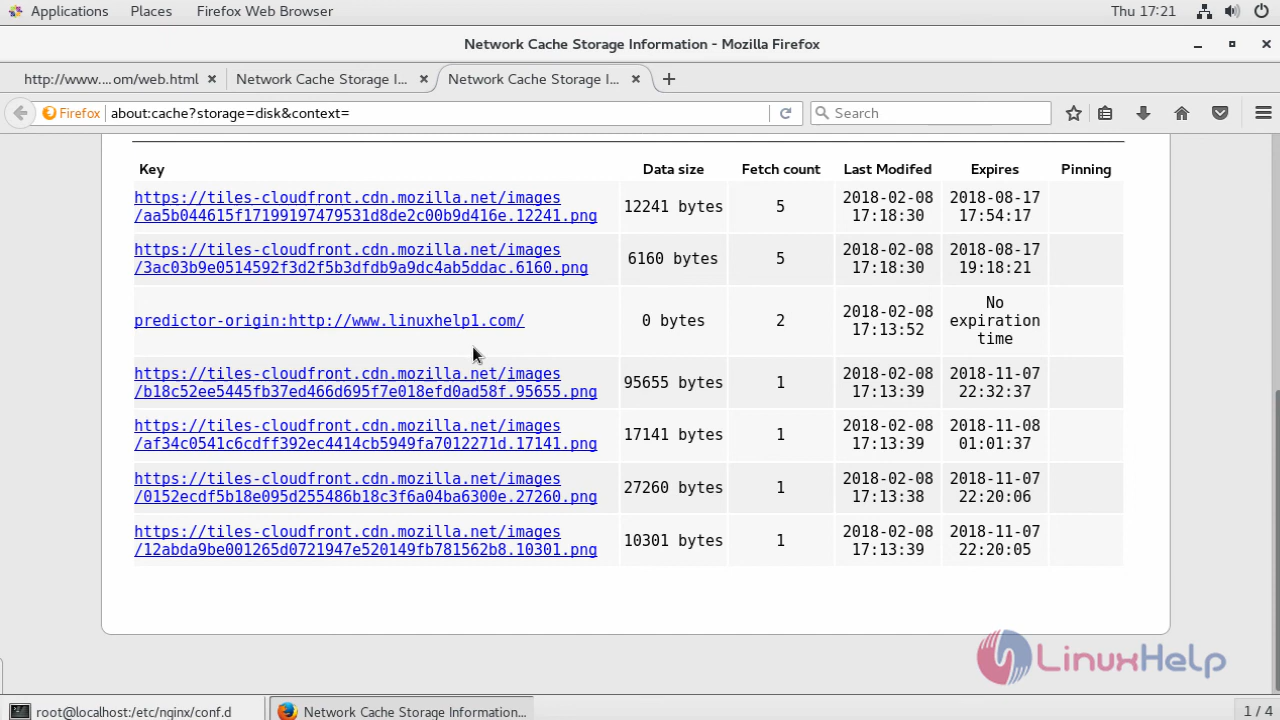 Applications Places Firefox Web Browser Thu 17:21
Network Cache Storage Information - Mozilla Firefox
http://www....om/web.html Network Cache Storage I... Network Cache Storage I...
Firefox about:cache?storage=disk&context= Search
Key Data size Fetch count Last Modifed Expires Pinning
https://tiles-cloudfront.cdn.mozilla.net/images
/aa5b044615f17199197479531d8de2c00b9d416e.12241.png
12241 bytes 5 2018-02-08
17:18:30
2018-08-17
17:54:17
https://tiles-cloudfront.cdn.mozilla.net/images
/3ac03b9e0514592f3d2f5b3dfdb9a9dc4ab5ddac.6160.png
6160 bytes 5 2018-02-08
17:18:30
2018-08-17
19:18:21
predictor-origin:http://www.linuxhelp1.com/ 0 bytes 2 2018-02-08
17:13:52
No
expiration
time
https://tiles-cloudfront.cdn.mozilla.net/images
/b18c52ee5445fb37ed466d695f7e018efd0ad58f.95655.png
95655 bytes 1 2018-02-08
17:13:39
2018-11-07
22:32:37
https://tiles-cloudfront.cdn.mozilla.net/images
/af34c0541c6cdff392ec4414cb5949fa7012271d.17141.png
17141 bytes 1 2018-02-08
17:13:39
2018-11-08
01:01:37
https://tiles-cloudfront.cdn.mozilla.net/images
/0152ecdf5b18e095d255486b18c3f6a04ba6300e.27260.png
27260 bytes 1 2018-02-08
17:13:38
2018-11-07
22:20:06
https://tiles-cloudfront.cdn.mozilla.net/images
/12abda9be001265d0721947e520149fb781562b8.10301.png
10301 bytes 1 2018-02-08
17:13:39
2018-11-07
22:20:05
LinuxHelp
root@localhost:/etc/nginx/conf.d Network Cache Storage Information... 1 / 4